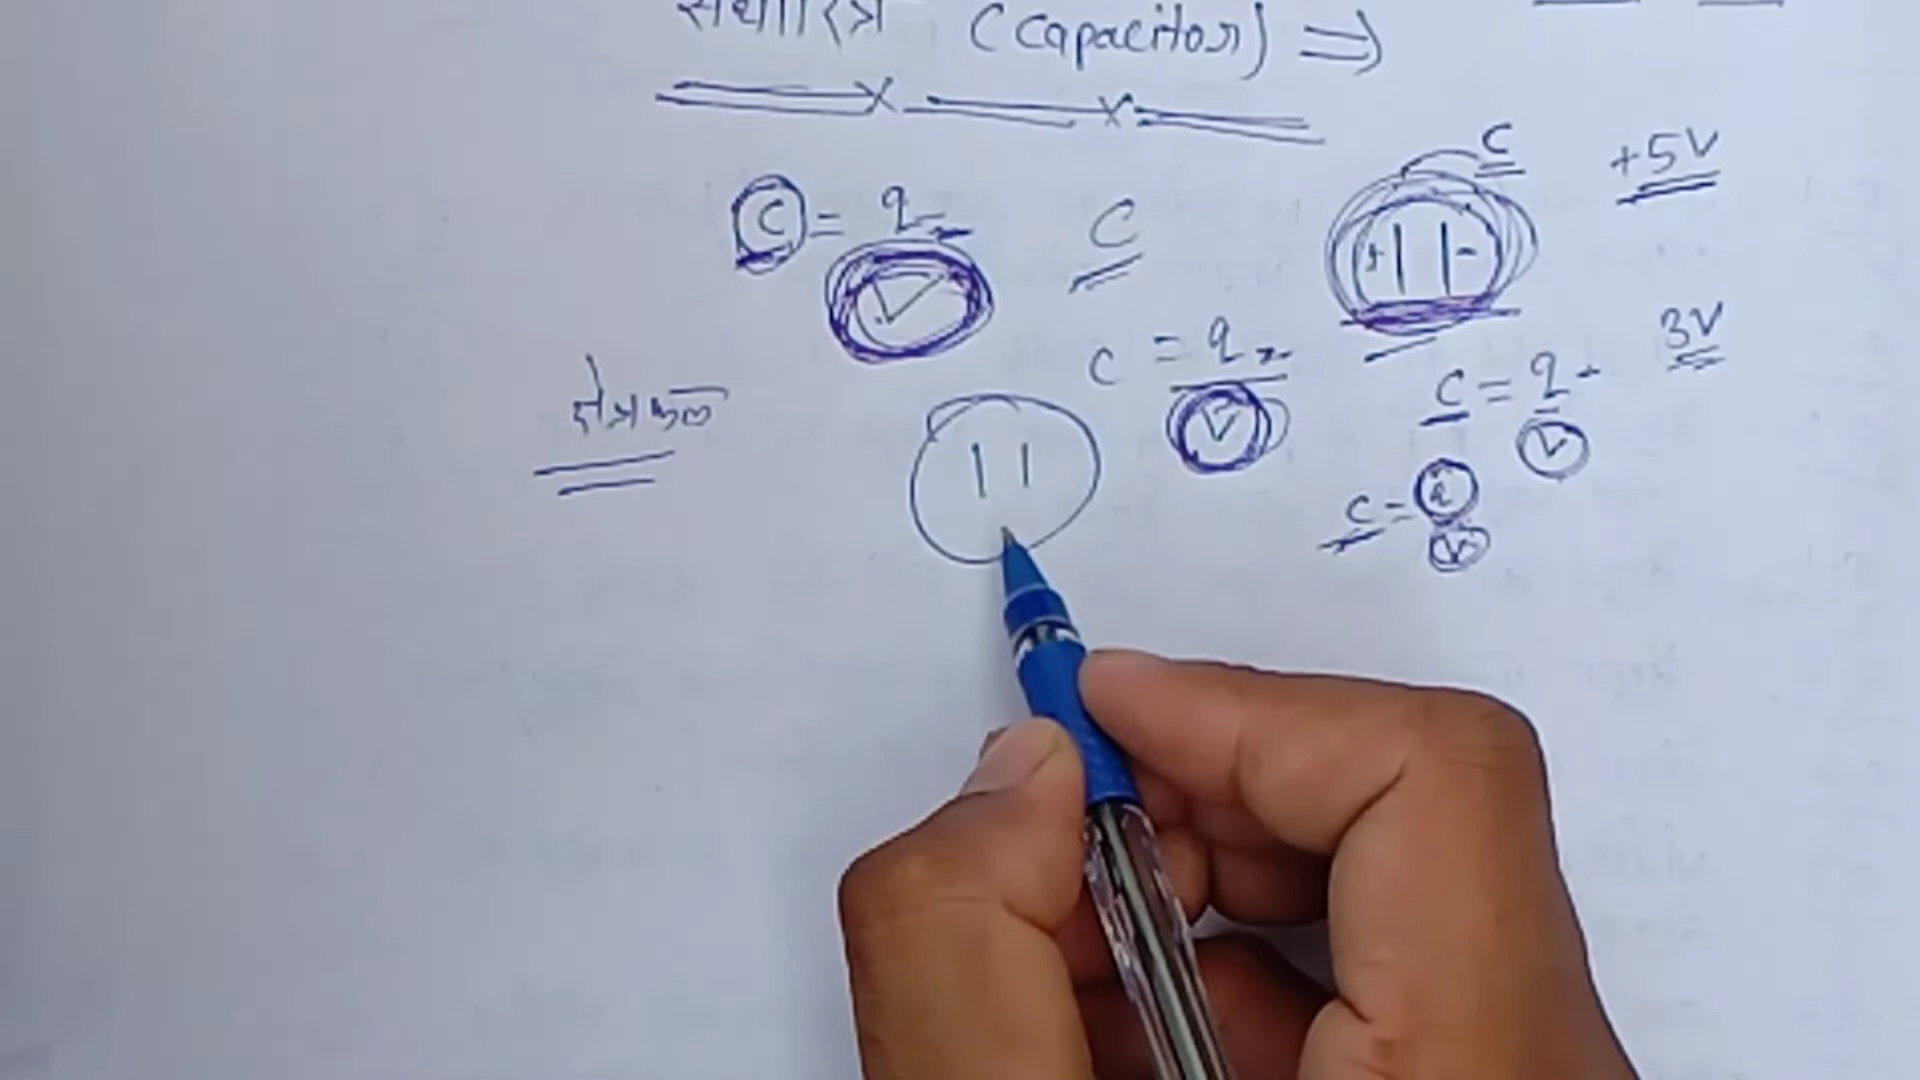 संधारित्र (Capacitor) ⇒
C = q C
V
+ - C +5V
C = q
V
C = q 3V
V
क्षेत्रफल
C = q
V